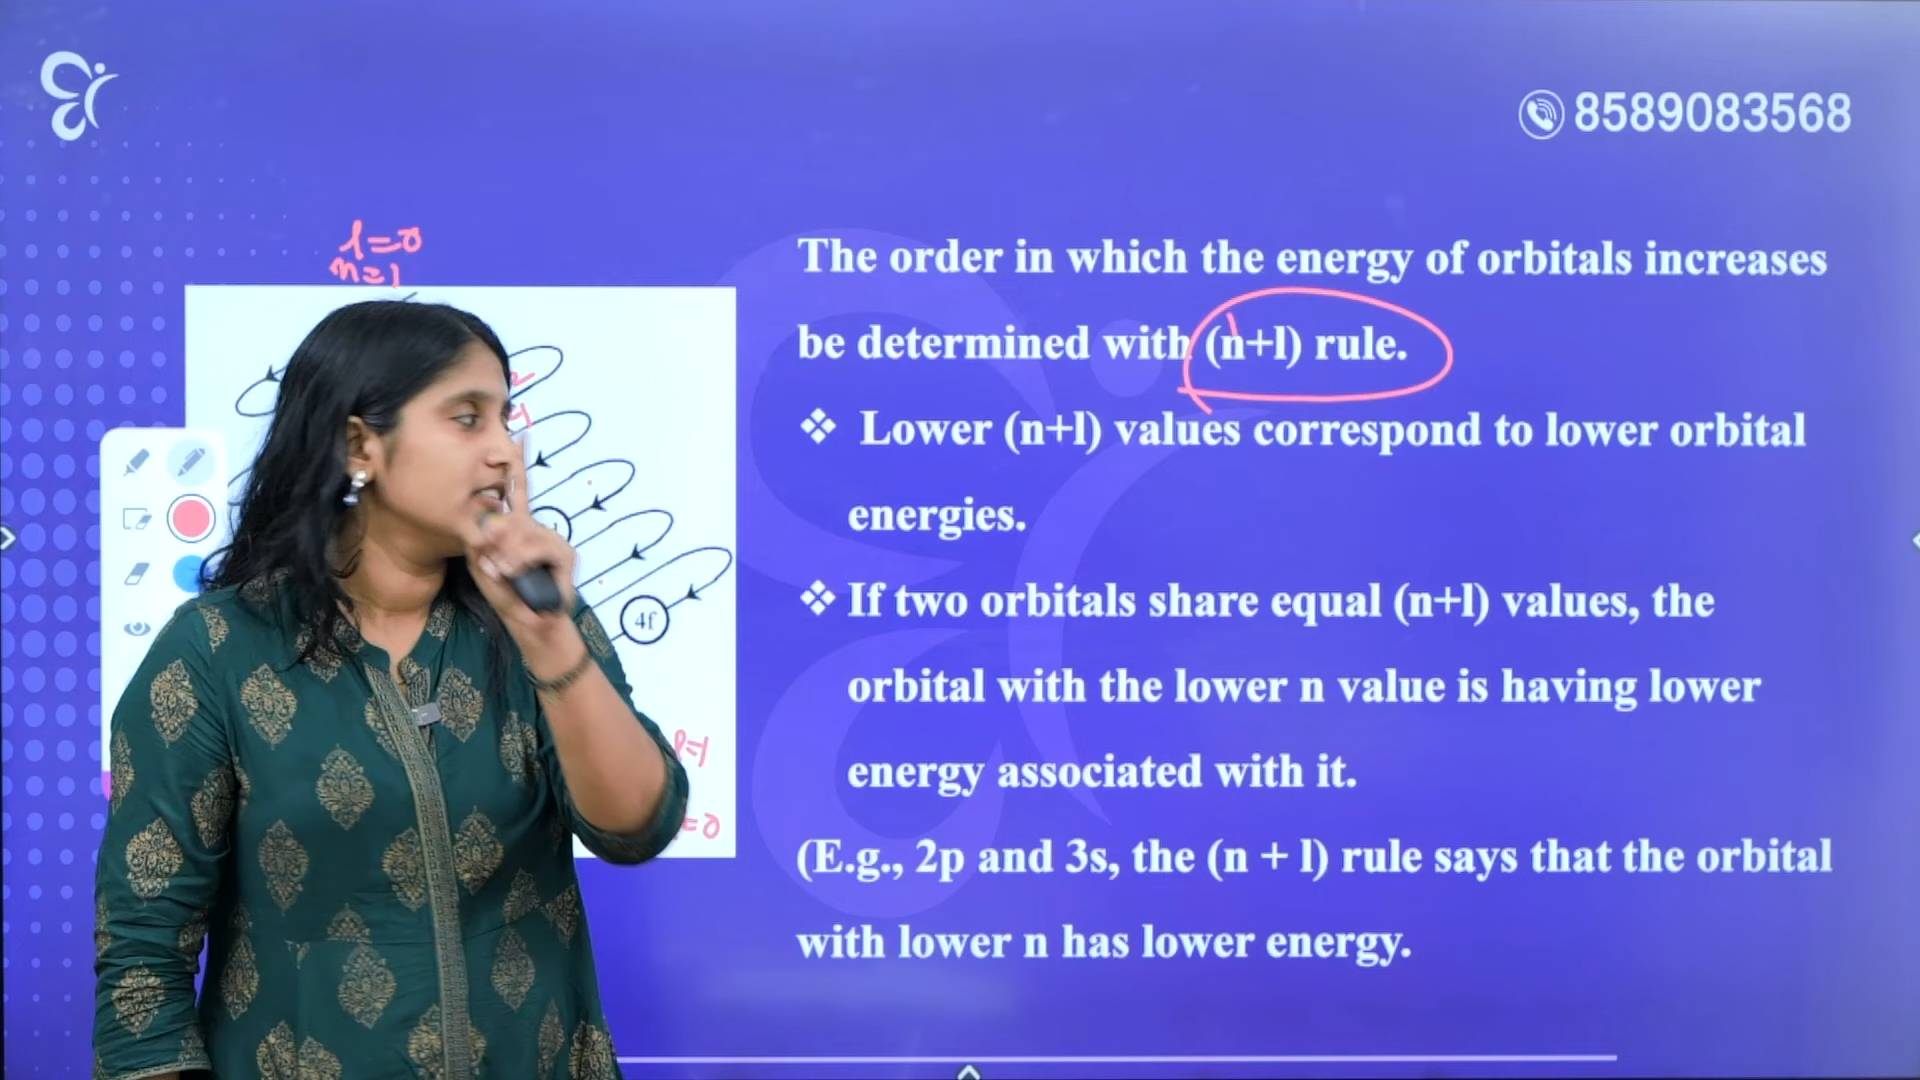 8589083568
l=0
n=1
The order in which the energy of orbitals increases
be determined with (n+l) rule.
❖ Lower (n+l) values correspond to lower orbital
energies.
❖ If two orbitals share equal (n+l) values, the
orbital with the lower n value is having lower
energy associated with it.
(E.g., 2p and 3s, the (n + l) rule says that the orbital
with lower n has lower energy.
4f
=0